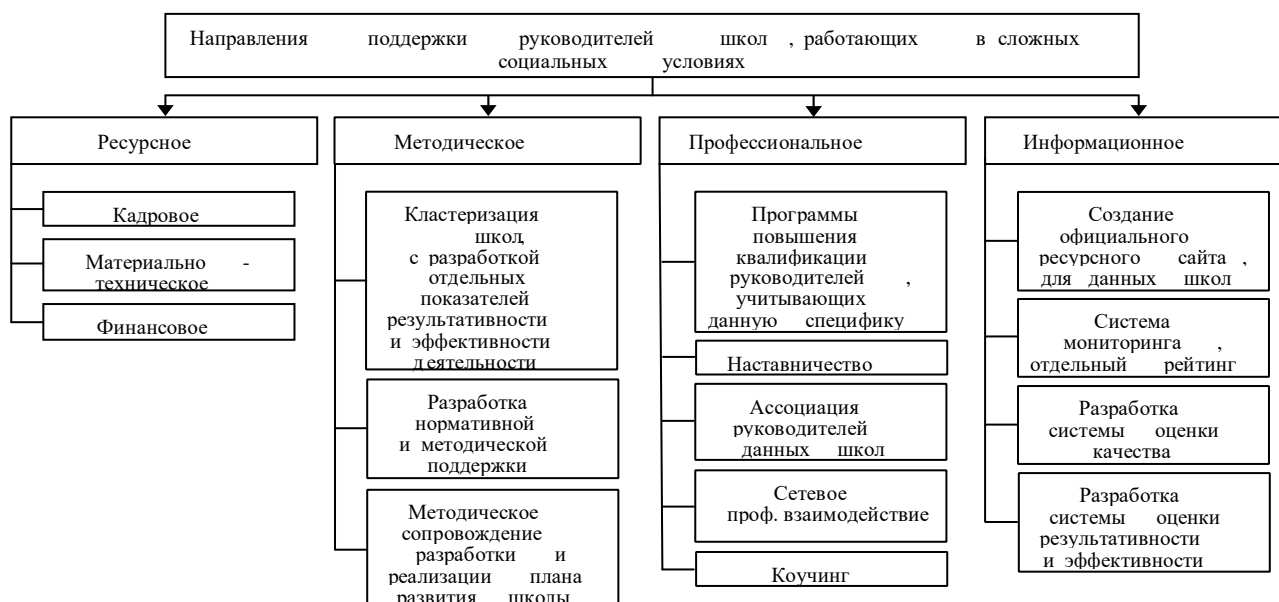 Направления поддержки руководителей школ , работающих в сложных
социальных условиях
Ресурсное
Кадровое
Материально -
техническое
Финансовое
Методическое
Кластеризация
школ,
с разработкой
отдельных
показателей
результативности
и эффективности
деятельности
Разработка
нормативной
и методической
поддержки
Методическое
сопровождение
разработки и
реализации плана
развития школы
Профессиональное
Программы
повышения
квалификации
руководителей ,
учитывающих
данную специфику
Наставничество
Ассоциация
руководителей
данных школ
Сетевое
проф. взаимодействие
Коучинг
Информационное
Создание
официального
ресурсного сайта ,
для данных школ
Система
мониторинга ,
отдельный рейтинг
Разработка
системы оценки
качества
Разработка
системы оценки
результативности
и эффективности